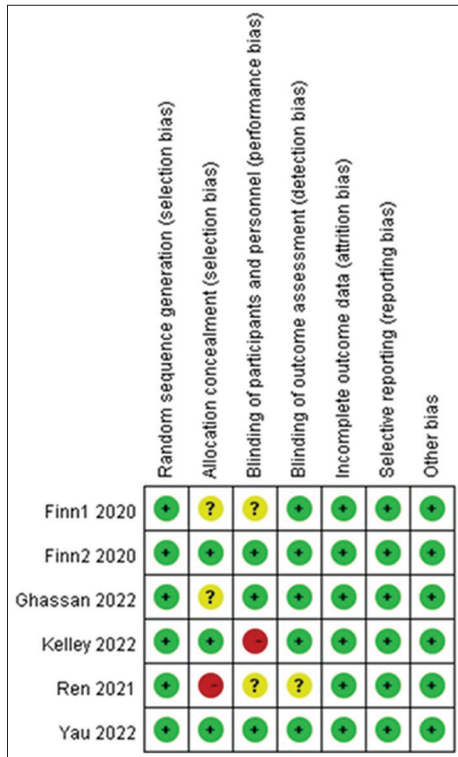 Random sequence generation (selection bias)
Allocation concealment (selection bias)
Blinding of participants and personnel (performance bias)
Blinding of outcome assessment (detection bias)
Incomplete outcome data (attrition bias)
Selective reporting (reporting bias)
Other bias
Finn1 2020 + ? ? + + + +
Finn2 2020 + + + + + + +
Ghassan 2022 + ? + + + + +
Kelley 2022 + + - + + + +
Ren 2021 + - ? ? + + +
Yau 2022 + + + + + + +